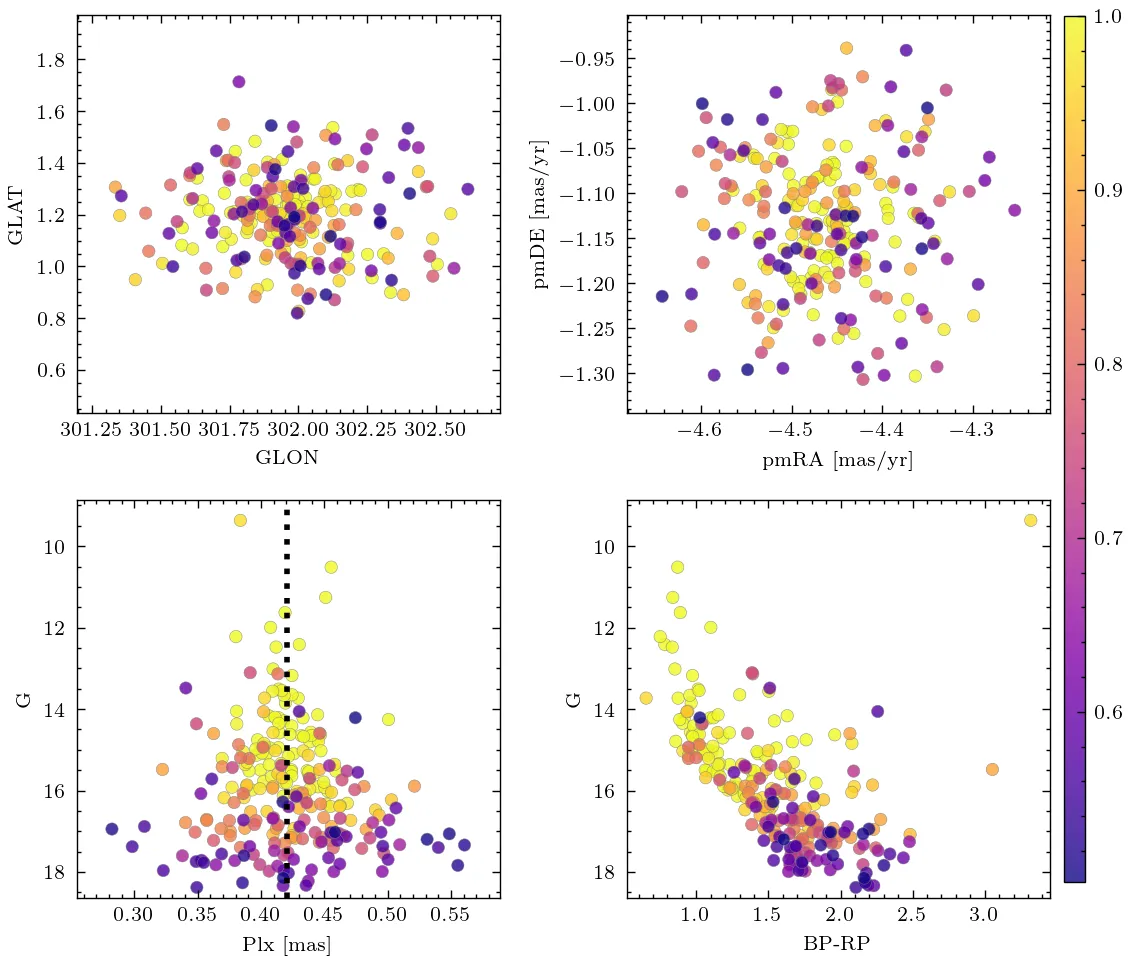 1.8
1.6
1.4
1.2
1.0
0.8
0.6
GLAT
301.25 301.50 301.75 302.00 302.25 302.50
GLON
−0.95
−1.00
−1.05
−1.10
−1.15
−1.20
−1.25
−1.30
pmDE [mas/yr]
−4.6 −4.5 −4.4 −4.3
pmRA [mas/yr]
10
12
14
16
18
G
0.30 0.35 0.40 0.45 0.50 0.55
Plx [mas]
10
12
14
16
18
G
1.0 1.5 2.0 2.5 3.0
BP-RP
1.0
0.9
0.8
0.7
0.6